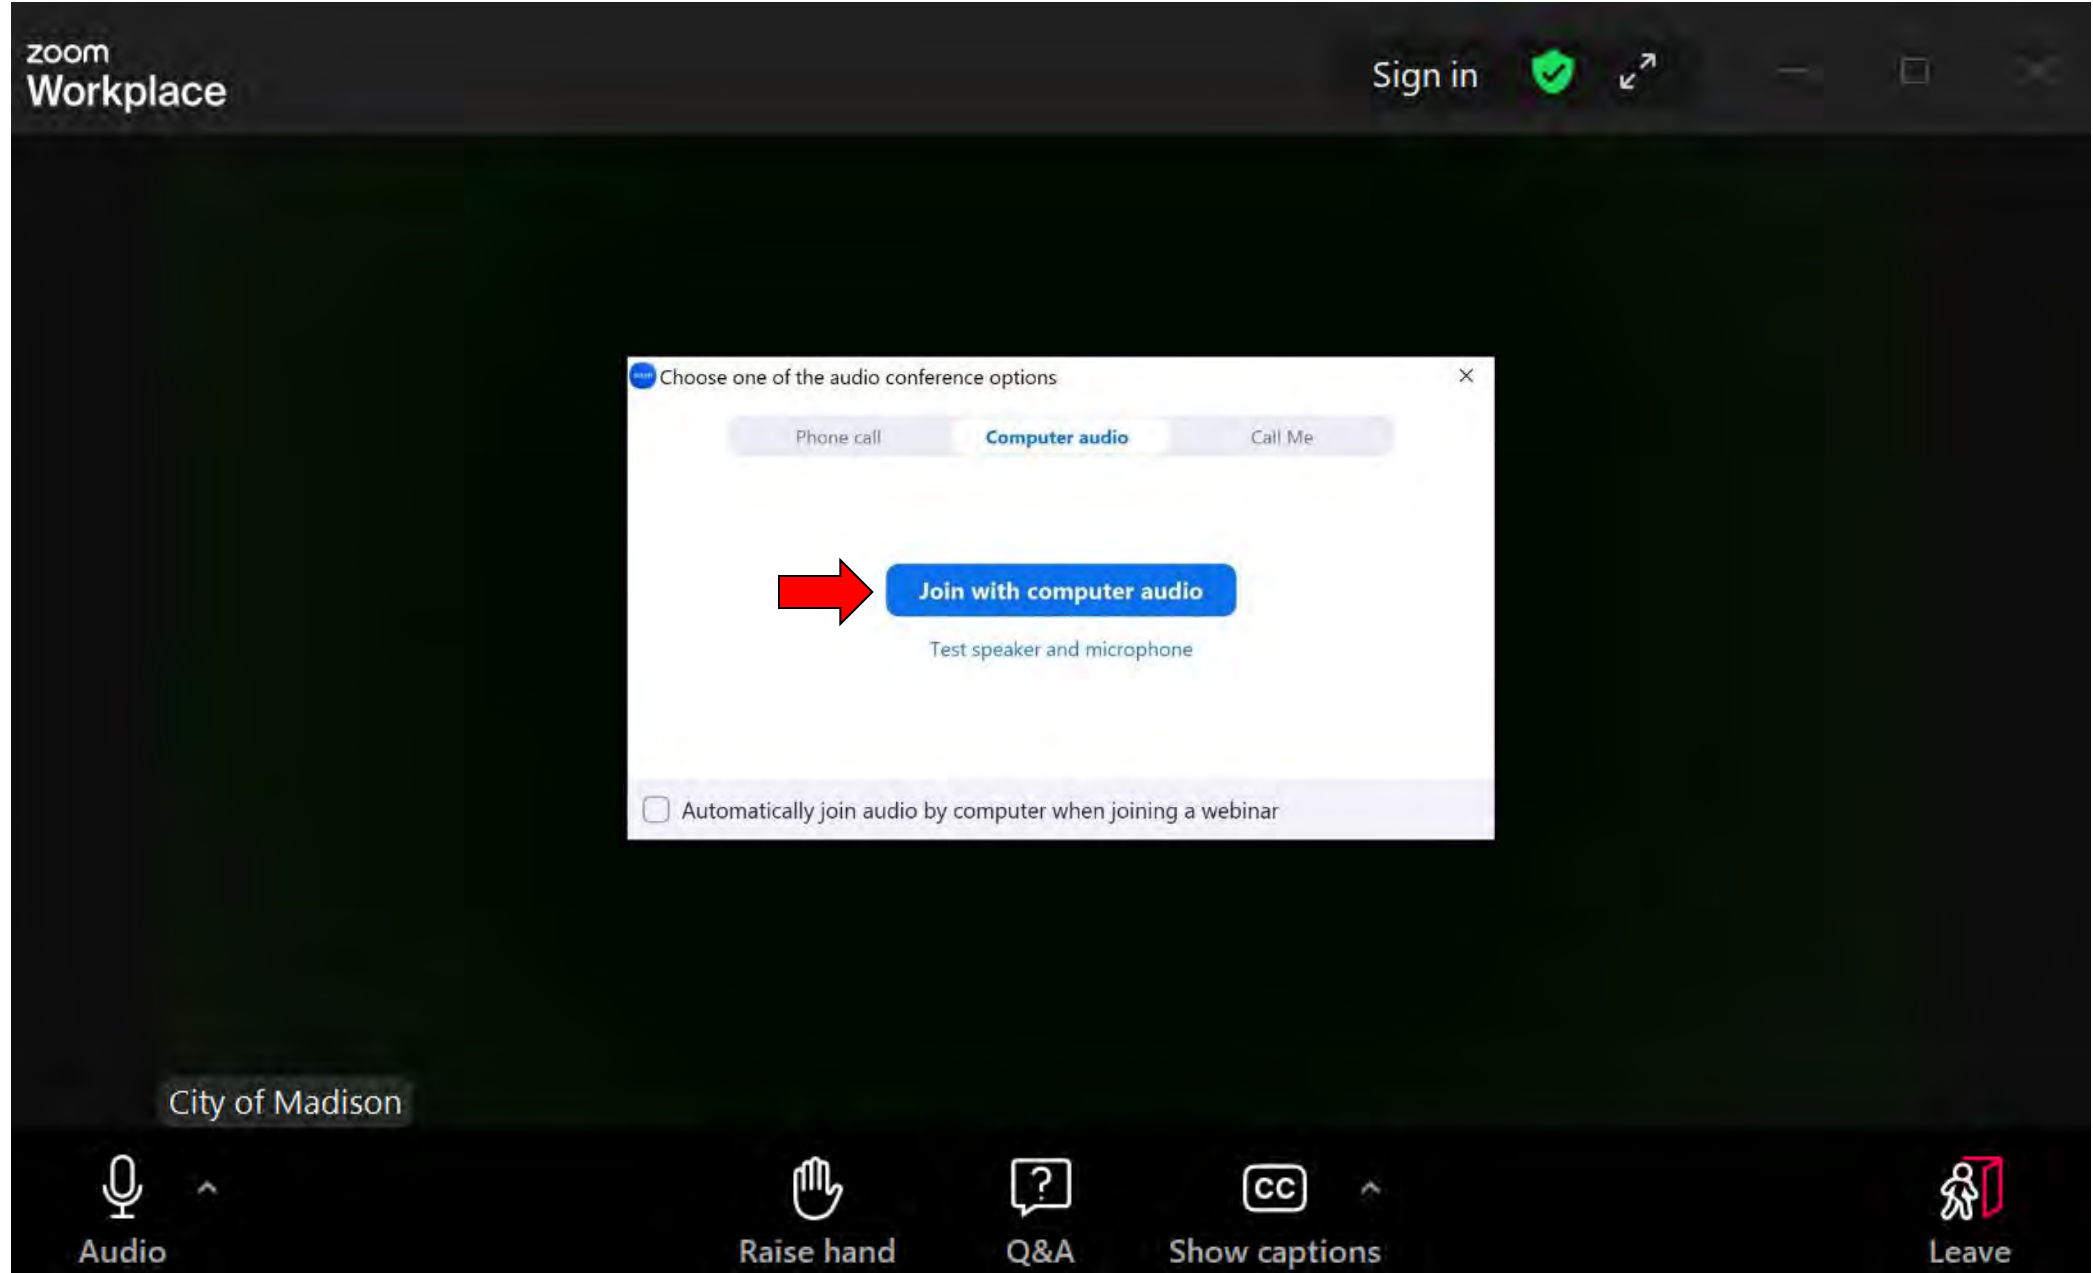 zoom
Workplace
Sign in
Choose one of the audio conference options
Phone call
Computer audio
Call Me
Join with computer audio
Test speaker and microphone
Automatically join audio by computer when joining a webinar
City of Madison
CC
Audio
Raise hand
Q&A
Show captions
Leave